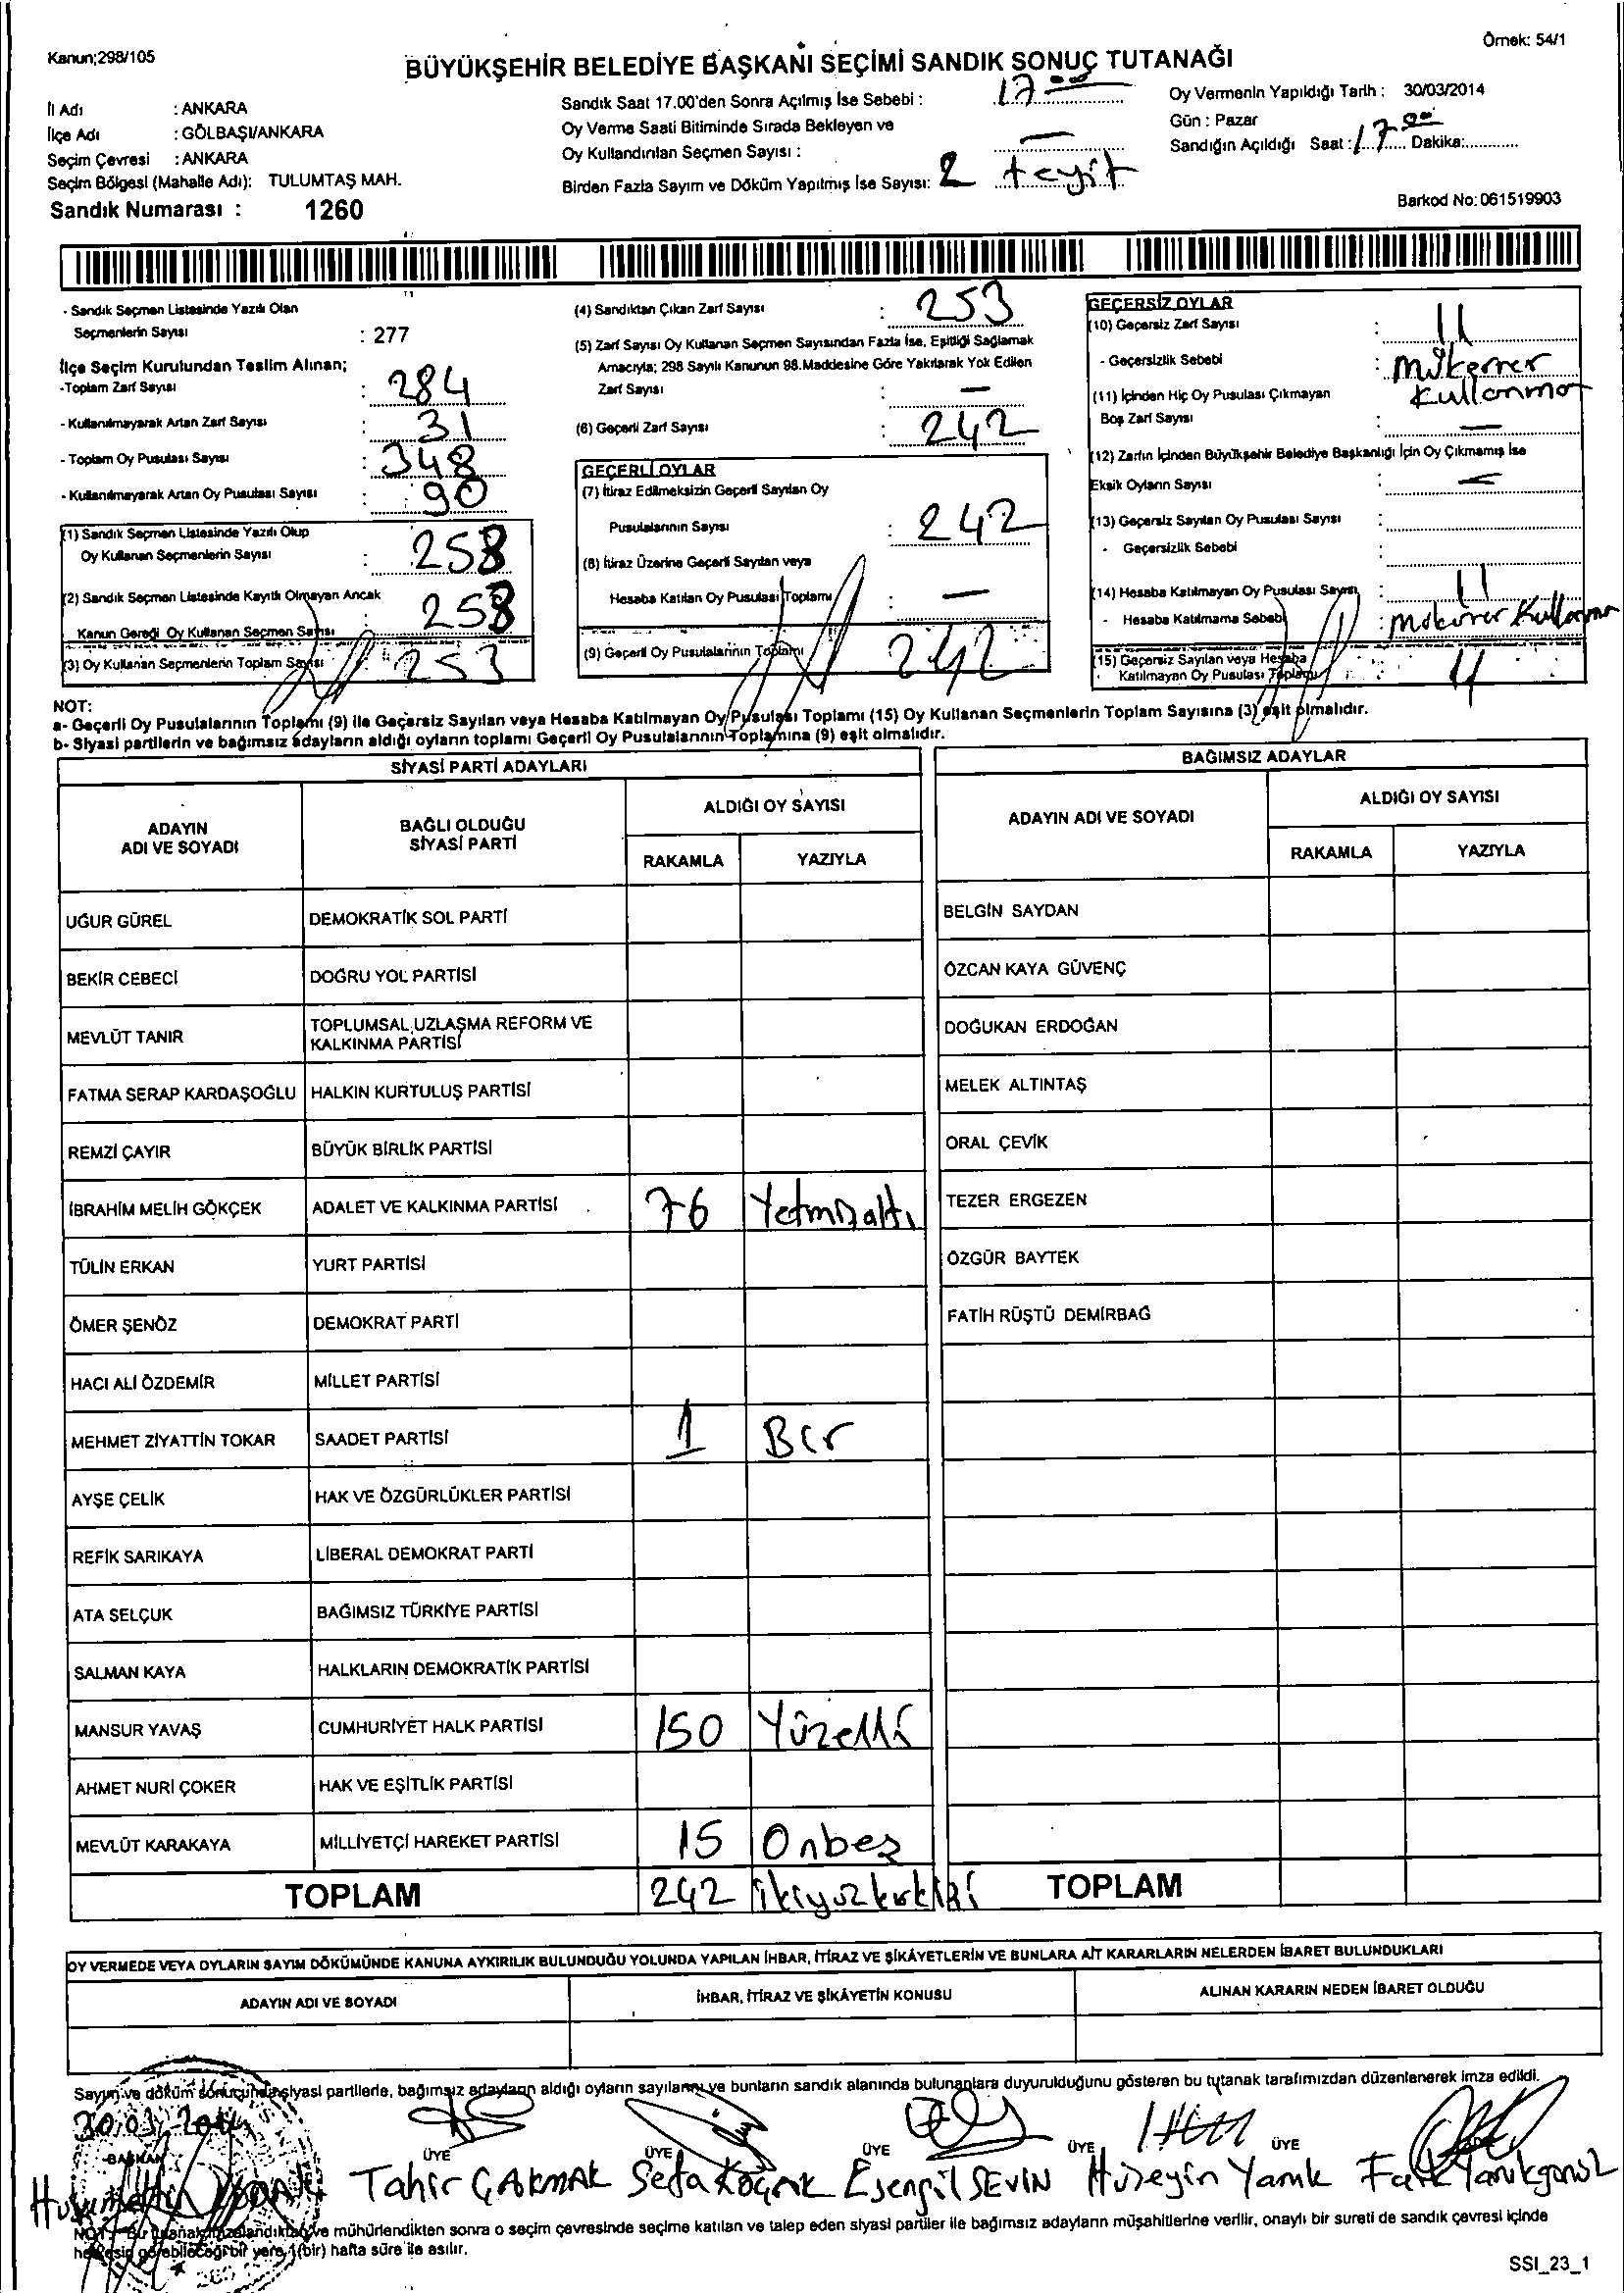 Kanun;298/105
Örnek: 54/1
BÜYÜKŞEHİR BELEDİYE BAŞKANI SEÇİMİ SANDIK SONUÇ TUTANAĞI
İl Adı : ANKARA
İlçe Adı : GÖLBAŞI/ANKARA
Seçim Çevresi : ANKARA
Seçim Bölgesi (Mahalle Adı): TULUMTAŞ MAH.
Sandık Numarası : 1260
Sandık Saat 17.00'den Sonra Açılmış İse Sebebi : 17 00
Oy Verme Saati Bitiminde Sırada Bekleyen ve
Oy Kullandırılan Seçmen Sayısı : —
Birden Fazla Sayım ve Döküm Yapılmış İse Sayısı: 2 teyit
Oy Vermenin Yapıldığı Tarih : 30/03/2014
Gün : Pazar
Sandığın Açıldığı Saat : 17 00 Dakika:
Barkod No: 061519903
- Sandık Seçmen Listesinde Yazılı Olan
Seçmenlerin Sayısı : 277
İlçe Seçim Kurulundan Teslim Alınan;
-Toplam Zarf Sayısı : 284
- Kullanılmayarak Artan Zarf Sayısı : 31
- Toplam Oy Pusulası Sayısı : 348
- Kullanılmayarak Artan Oy Pusulası Sayısı : 90
(1) Sandık Seçmen Listesinde Yazılı Olup
Oy Kullanan Seçmenlerin Sayısı : 258
(2) Sandık Seçmen Listesinde Kayıtlı Olmayan Ancak
Kanun Gereği Oy Kullanan Seçmen Sayısı 258
(3) Oy Kullanan Seçmenlerin Toplam Sayısı 253
(4) Sandıktan Çıkan Zarf Sayısı : 253
(5) Zarf Sayısı Oy Kullanan Seçmen Sayısından Fazla İse, Eşitliği Sağlamak
Amacıyla; 298 Sayılı Kanunun 98.Maddesine Göre Yakılarak Yok Edilen
Zarf Sayısı : —
(6) Geçerli Zarf Sayısı : 242
GEÇERLİ OYLAR
(7) İtiraz Edilmeksizin Geçerli Sayılan Oy
Pusulalarının Sayısı : 242
(8) İtiraz Üzerine Geçerli Sayılan veya
Hesaba Katılan Oy Pusulası Toplamı : —
(9) Geçerli Oy Pusulalarının Toplamı 242
GEÇERSİZ OYLAR
(10) Geçersiz Zarf Sayısı : 11
- Geçersizlik Sebebi : Mükerrer
Kullanma
(11) İçinden Hiç Oy Pusulası Çıkmayan
Boş Zarf Sayısı : —
(12) Zarfın İçinden Büyükşehir Belediye Başkanlığı İçin Oy Çıkmamış İse
Eksik Oyların Sayısı : —
(13) Geçersiz Sayılan Oy Pusulası Sayısı :
- Geçersizlik Sebebi :
(14) Hesaba Katılmayan Oy Pusulası Sayısı : 11
- Hesaba Katılmama Sebebi : Mükerrer Kullanma
(15) Geçersiz Sayılan veya Hesaba
Katılmayan Oy Pusulası Toplamı : 11
NOT:
a- Geçerli Oy Pusulalarının Toplamı (9) ile Geçersiz Sayılan veya Hesaba Katılmayan Oy Pusulası Toplamı (15) Oy Kullanan Seçmenlerin Toplam Sayısına (3) eşit olmalıdır.
b- Siyasi partilerin ve bağımsız adayların aldığı oyların toplamı Geçerli Oy Pusulalarının Toplamına (9) eşit olmalıdır.
SİYASİ PARTİ ADAYLARI
ADAYIN
ADI VE SOYADI
BAĞLI OLDUĞU
SİYASİ PARTİ
ALDIĞI OY SAYISI
RAKAMLA YAZIYLA
UĞUR GÜREL DEMOKRATİK SOL PARTİ
BEKİR CEBECİ DOĞRU YOL PARTİSİ
MEVLÜT TANIR TOPLUMSAL UZLAŞMA REFORM VE
KALKINMA PARTİSİ
FATMA SERAP KARDAŞOĞLU HALKIN KURTULUŞ PARTİSİ
REMZİ ÇAYIR BÜYÜK BİRLİK PARTİSİ
İBRAHİM MELİH GÖKÇEK ADALET VE KALKINMA PARTİSİ 76 Yetmişaltı
TÜLİN ERKAN YURT PARTİSİ
ÖMER ŞENÖZ DEMOKRAT PARTİ
HACI ALİ ÖZDEMİR MİLLET PARTİSİ
MEHMET ZİYATTİN TOKAR SAADET PARTİSİ 1 Bir
AYŞE ÇELİK HAK VE ÖZGÜRLÜKLER PARTİSİ
REFİK SARIKAYA LİBERAL DEMOKRAT PARTİ
ATA SELÇUK BAĞIMSIZ TÜRKİYE PARTİSİ
SALMAN KAYA HALKLARIN DEMOKRATİK PARTİSİ
MANSUR YAVAŞ CUMHURİYET HALK PARTİSİ 150 Yüzelli
AHMET NURİ ÇOKER HAK VE EŞİTLİK PARTİSİ
MEVLÜT KARAKAYA MİLLİYETÇİ HAREKET PARTİSİ 15 Onbeş
TOPLAM 242 ikiyüzkırkiki
BAĞIMSIZ ADAYLAR
ADAYIN ADI VE SOYADI
ALDIĞI OY SAYISI
RAKAMLA YAZIYLA
BELGİN SAYDAN
ÖZCAN KAYA GÜVENÇ
DOĞUKAN ERDOĞAN
MELEK ALTINTAŞ
ORAL ÇEVİK
TEZER ERGEZEN
ÖZGÜR BAYTEK
FATİH RÜŞTÜ DEMİRBAĞ
TOPLAM
OY VERMEDE VEYA OYLARIN SAYIM DÖKÜMÜNDE KANUNA AYKIRILIK BULUNDUĞU YOLUNDA YAPILAN İHBAR, İTİRAZ VE ŞİKÂYETLERİN VE BUNLARA AİT KARARLARIN NELERDEN İBARET BULUNDUKLARI
ADAYIN ADI VE SOYADI İHBAR, İTİRAZ VE ŞİKÂYETİN KONUSU ALINAN KARARIN NEDEN İBARET OLDUĞU
Sayım ve döküm sonucunda siyasi partilerle, bağımsız adayların aldığı oyların sayılarını ve bunların sandık alanında bulunanlara duyurulduğunu gösteren bu tutanak tarafımızdan düzenlenerek imza edildi.
30.03.2014
BAŞKAN ÜYE ÜYE ÜYE ÜYE ÜYE
Tahir ÇAKMAK Seda Koçak Esengil SEVİN Hüseyin Yanık
NOT: Bu tutanak imzalandıktan ve mühürlendikten sonra o seçim çevresinde seçime katılan ve talep eden siyasi partiler ile bağımsız adayların müşahitlerine verilir, onaylı bir sureti de sandık çevresi içinde
herkesin görebileceği bir yere 1 (bir) hafta süre ile asılır.
SSI_23_1